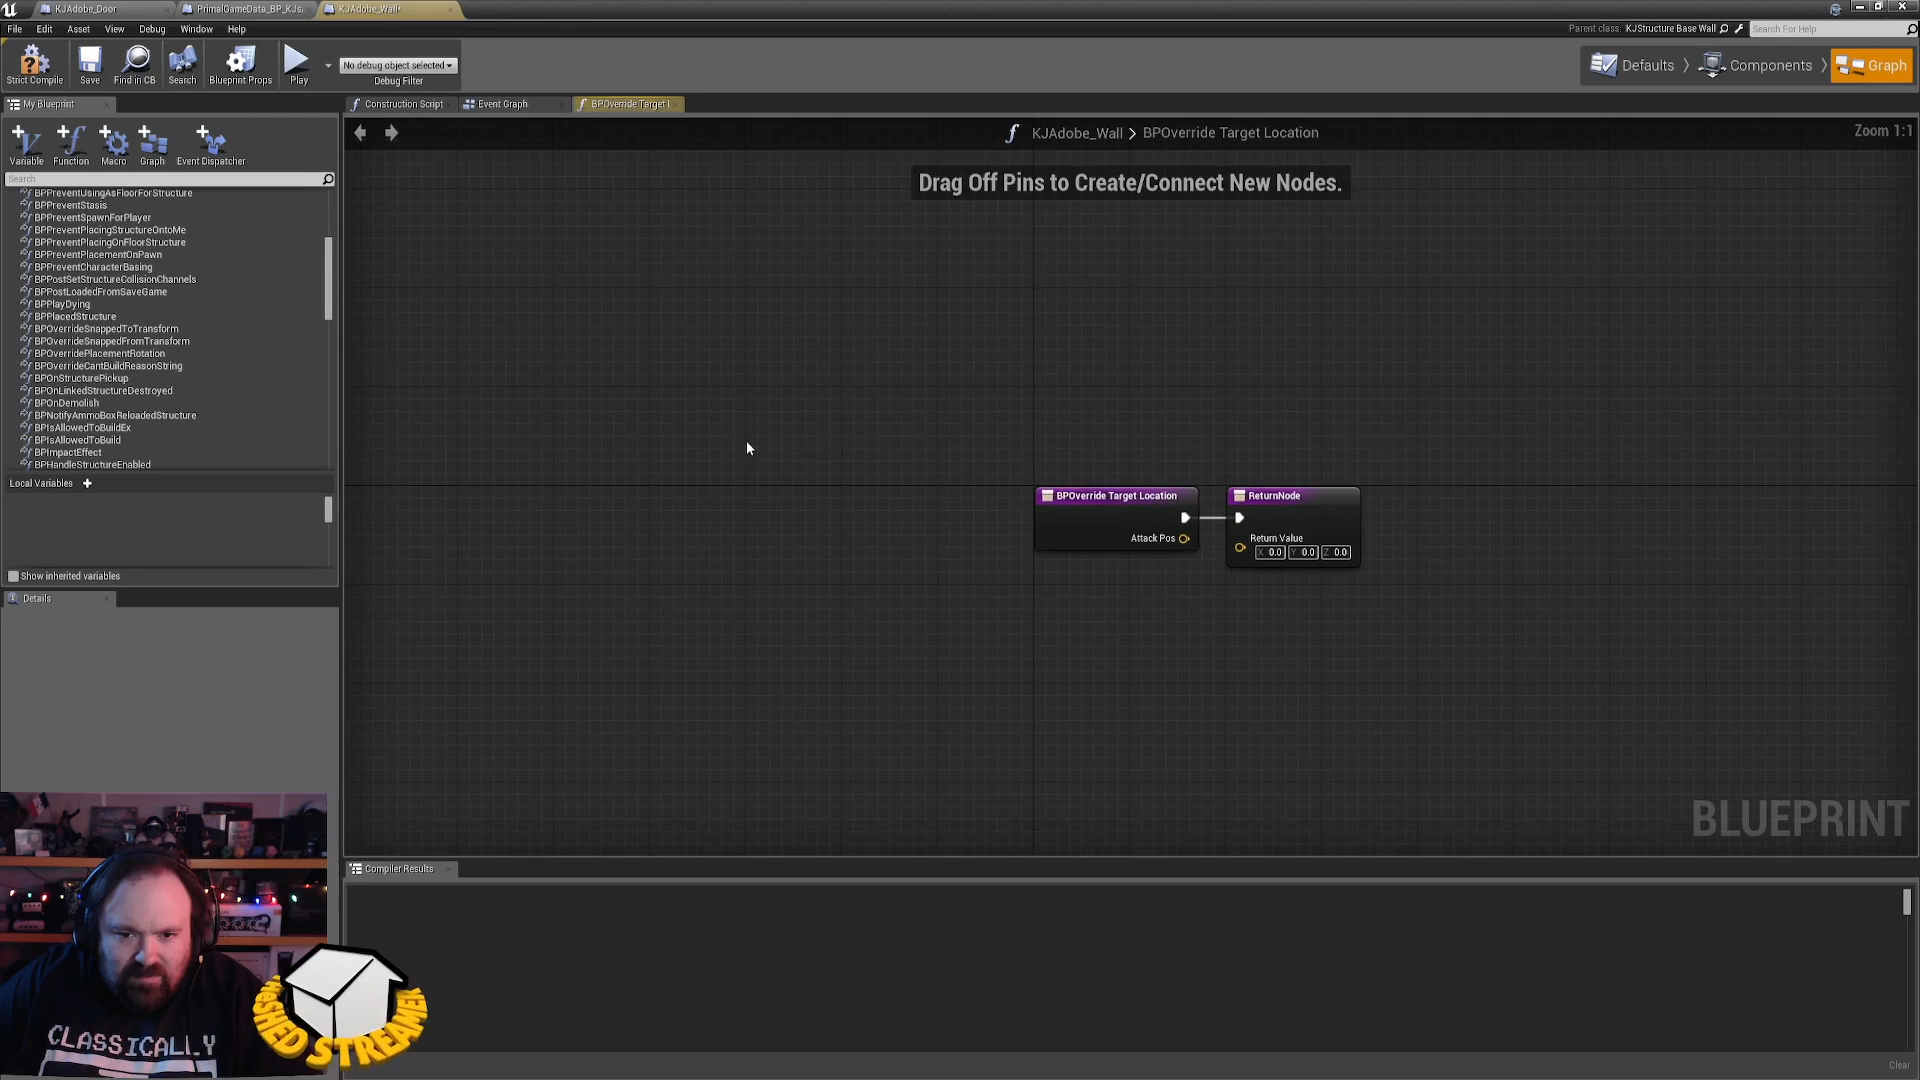 KJAdobe_Door
PrimalGameData_BP_KJs
KJAdobe_Wall*
File
Edit
Asset
View
Debug
Window
Help
Parent class: KJStructure Base Wall
Search For Help
Strict Compile
Save
Find in CB
Search
Blueprint Props
Play
No debug object selected
Debug Filter
Defaults
Components
Graph
My Blueprint
Construction Script
Event Graph
BPOverride Target l
Variable
Function
Macro
Graph
Event Dispatcher
KJAdobe_Wall > BPOverride Target Location
Zoom 1:1
Search
Drag Off Pins to Create/Connect New Nodes.
BPPreventUsingAsFloorForStructure
BPPreventStasis
BPPreventSpawnForPlayer
BPPreventPlacingStructureOntoMe
BPPreventPlacingOnFloorStructure
BPPreventPlacementOnPawn
BPPreventCharacterBasing
BPPostSetStructureCollisionChannels
BPPostLoadedFromSaveGame
BPPlayDying
BPPlacedStructure
BPOverrideSnappedToTransform
BPOverrideSnappedFromTransform
BPOverridePlacementRotation
BPOverrideCantBuildReasonString
BPOnStructurePickup
BPOnLinkedStructureDestroyed
BPOnDemolish
BPNotifyAmmoBoxReloadedStructure
BPIsAllowedToBuildEx
BPIsAllowedToBuild
BPImpactEffect
BPHandleStructureEnabled
Local Variables
Show inherited variables
Details
BPOverride Target Location
Attack Pos
ReturnNode
Return Value
X 0.0 Y 0.0 Z 0.0
BLUEPRINT
Compiler Results
Clear
CLASSICALLY
SHED STREAMER